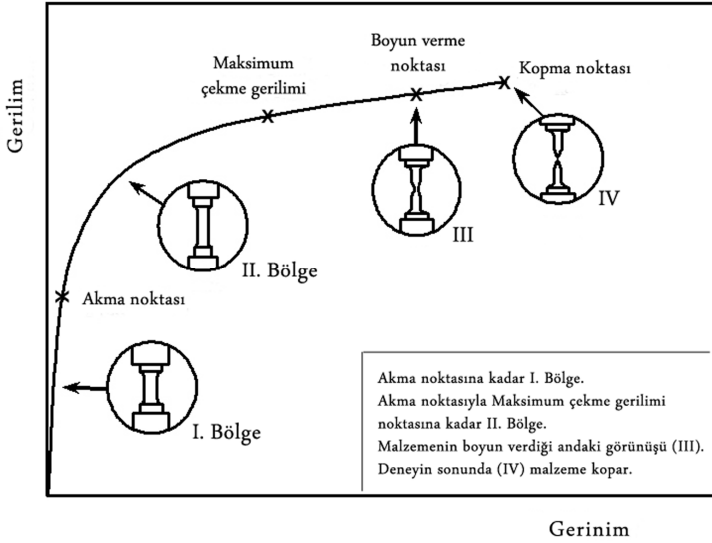 Gerilim
Maksimum
çekme gerilimi
Boyun verme
noktası
Kopma noktası
IV
III
II. Bölge
Akma noktası
I. Bölge
Akma noktasına kadar I. Bölge.
Akma noktasıyla Maksimum çekme gerilimi
noktasına kadar II. Bölge.
Malzemenin boyun verdiği andaki görünüşü (III).
Deneyin sonunda (IV) malzeme kopar.
Gerinim